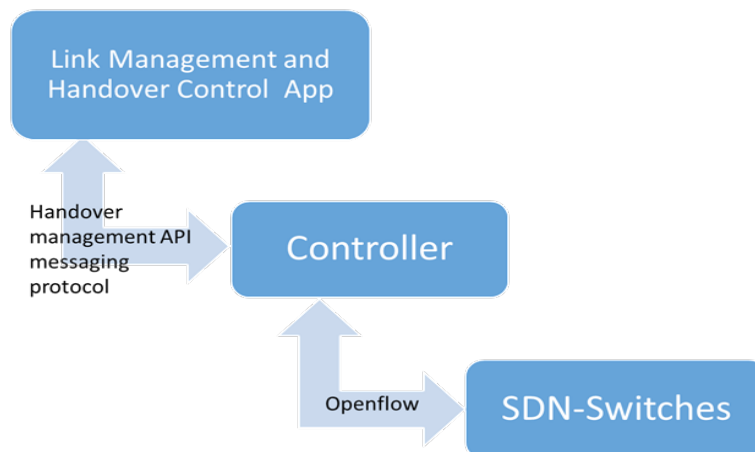 Link Management and
Handover Control App
Handover
management API
messaging
protocol
Controller
Openflow
SDN-Switches